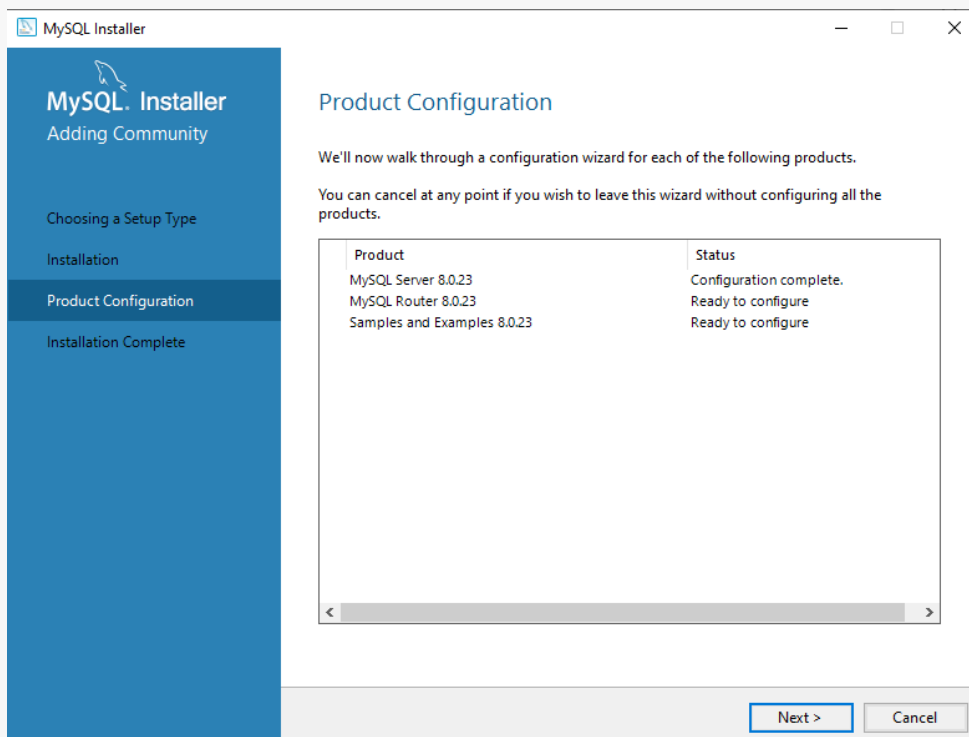 MySQL Installer
MySQL. Installer
Adding Community
Choosing a Setup Type
Installation
Product Configuration
Installation Complete
Product Configuration
We'll now walk through a configuration wizard for each of the following products.
You can cancel at any point if you wish to leave this wizard without configuring all the
products.
Product Status
MySQL Server 8.0.23 Configuration complete.
MySQL Router 8.0.23 Ready to configure
Samples and Examples 8.0.23 Ready to configure
Next > Cancel